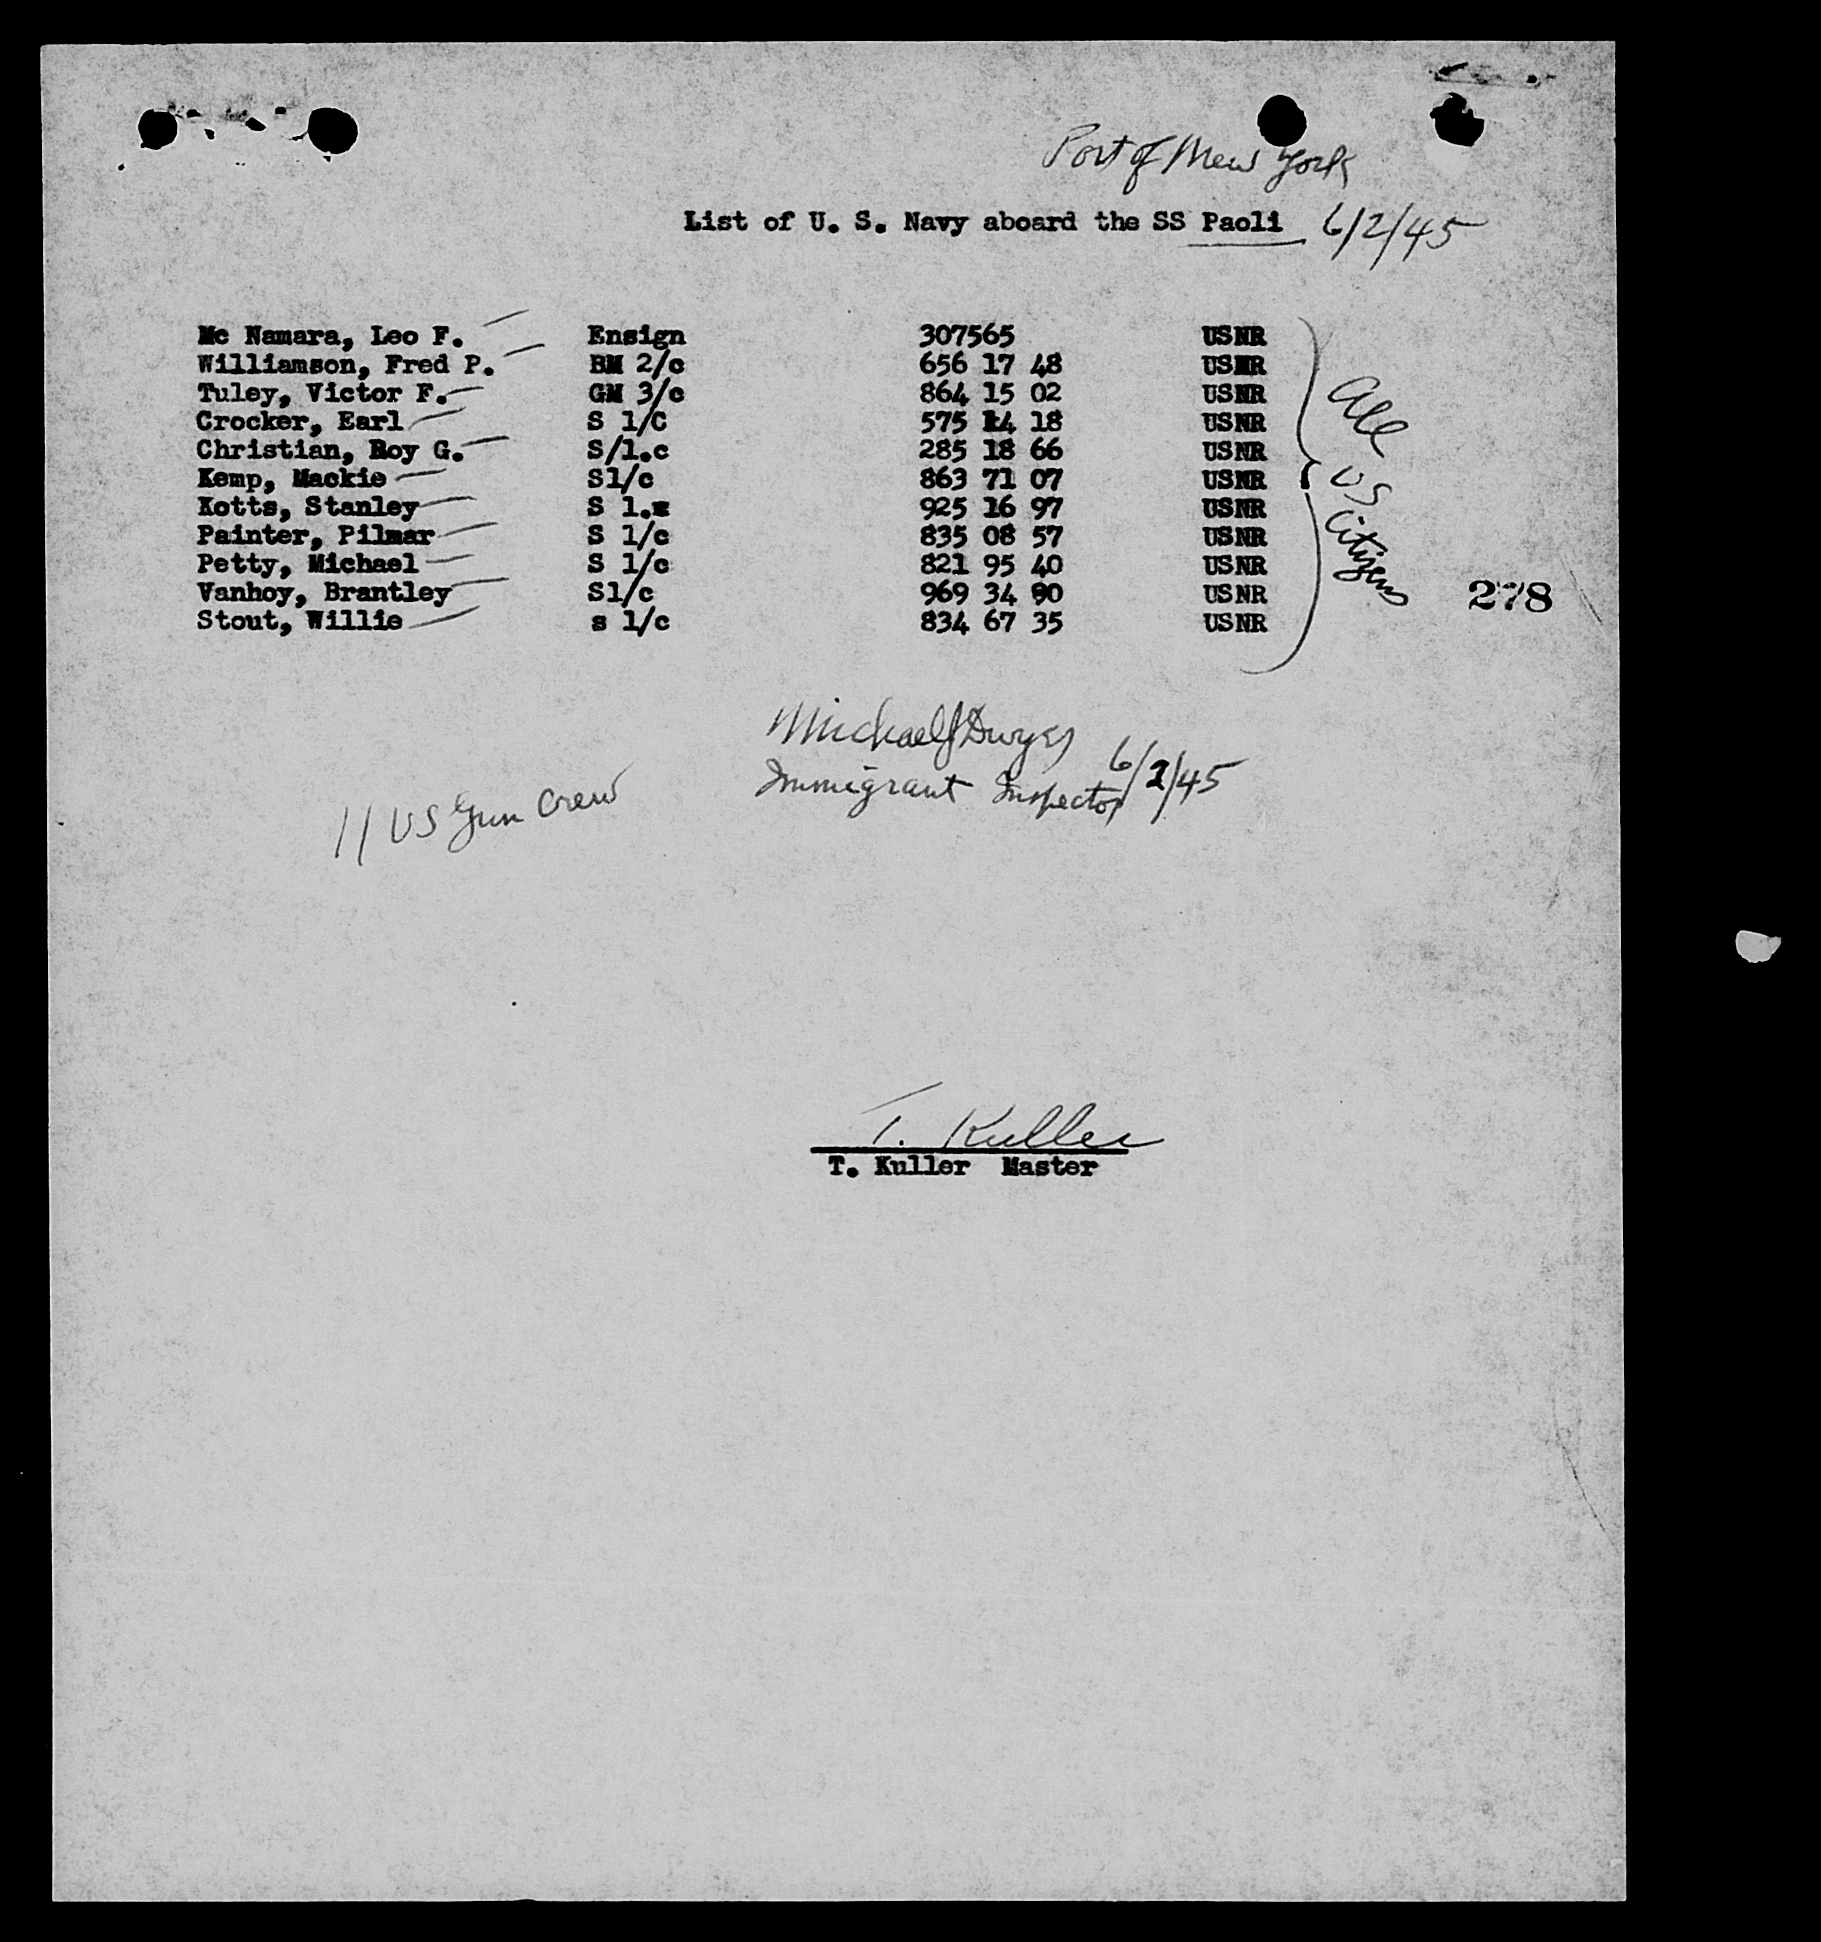 Port of New York
List of U. S. Navy aboard the SS Paoli 6/2/45
Mc Namara, Leo F. Ensign 307565 USNR
Williamson, Fred P. BM 2/c 656 17 48 USNR
Tuley, Victor F. GM 3/c 864 15 02 USNR
Crocker, Earl S 1/C 575 14 18 USNR
Christian, Roy G. S/1.c 285 18 66 USNR
Kemp, Mackie S1/c 863 71 07 USNR
Kotts, Stanley S 1. 925 16 97 USNR
Painter, Pilmar S 1/c 835 08 57 USNR
Petty, Michael S 1/c 821 95 40 USNR
Vanhoy, Brantley S1/c 969 34 90 USNR
Stout, Willie s 1/c 834 67 35 USNR
All US Citizens
278
Michael J Dwyer
Immigrant Inspector 6/2/45
11 US Gun Crew
T. Kuller
T. Kuller Master